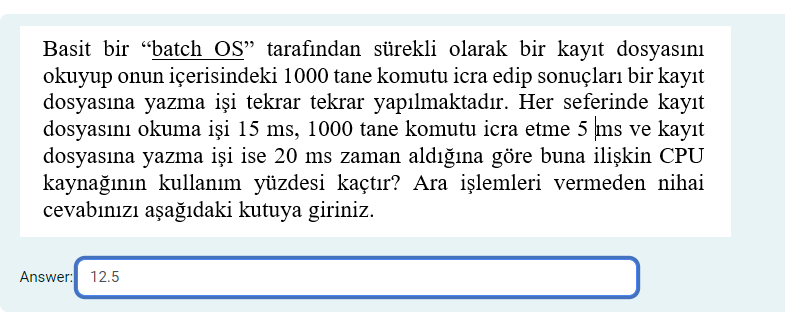 Basit bir “batch OS” tarafından sürekli olarak bir kayıt dosyasını
okuyup onun içerisindeki 1000 tane komutu icra edip sonuçları bir kayıt
dosyasına yazma işi tekrar tekrar yapılmaktadır. Her seferinde kayıt
dosyasını okuma işi 15 ms, 1000 tane komutu icra etme 5 ms ve kayıt
dosyasına yazma işi ise 20 ms zaman aldığına göre buna ilişkin CPU
kaynağının kullanım yüzdesi kaçtır? Ara işlemleri vermeden nihai
cevabınızı aşağıdaki kutuya giriniz.
Answer: 12.5